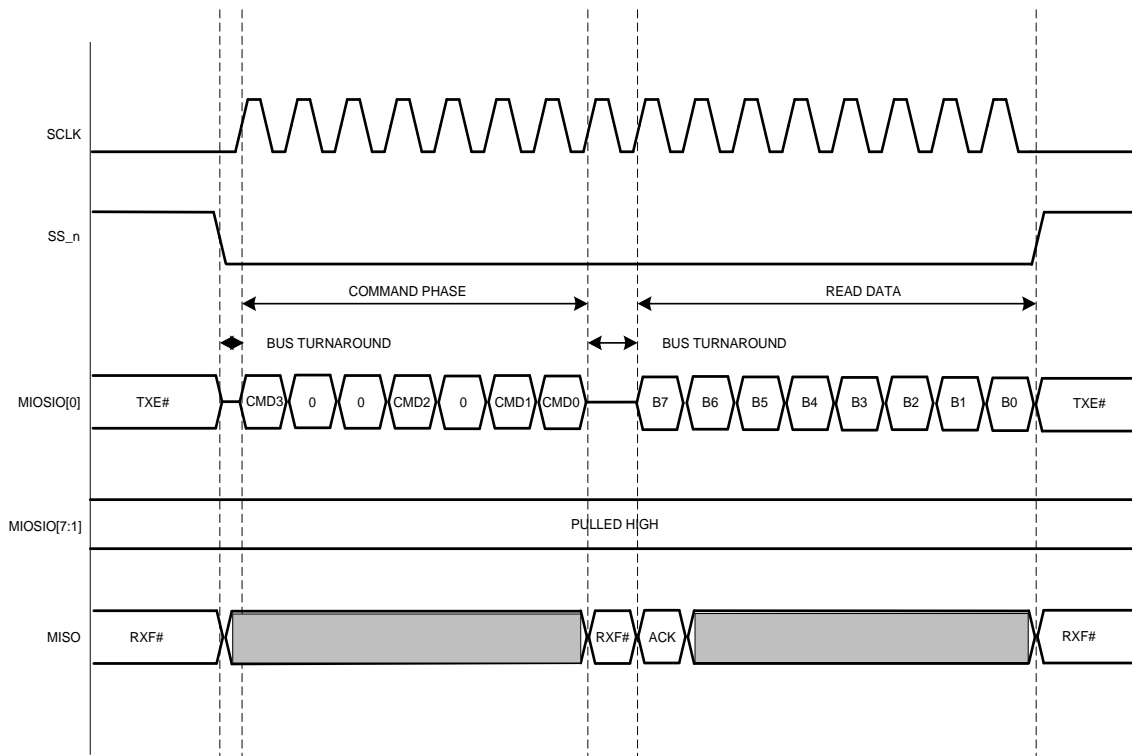 SCLK
SS_n
COMMAND PHASE READ DATA
BUS TURNAROUND BUS TURNAROUND
MIOSIO[0] TXE# CMD3 0 0 CMD2 0 CMD1 CMD0 B7 B6 B5 B4 B3 B2 B1 B0 TXE#
MIOSIO[7:1] PULLED HIGH
MISO RXF# RXF# ACK RXF#